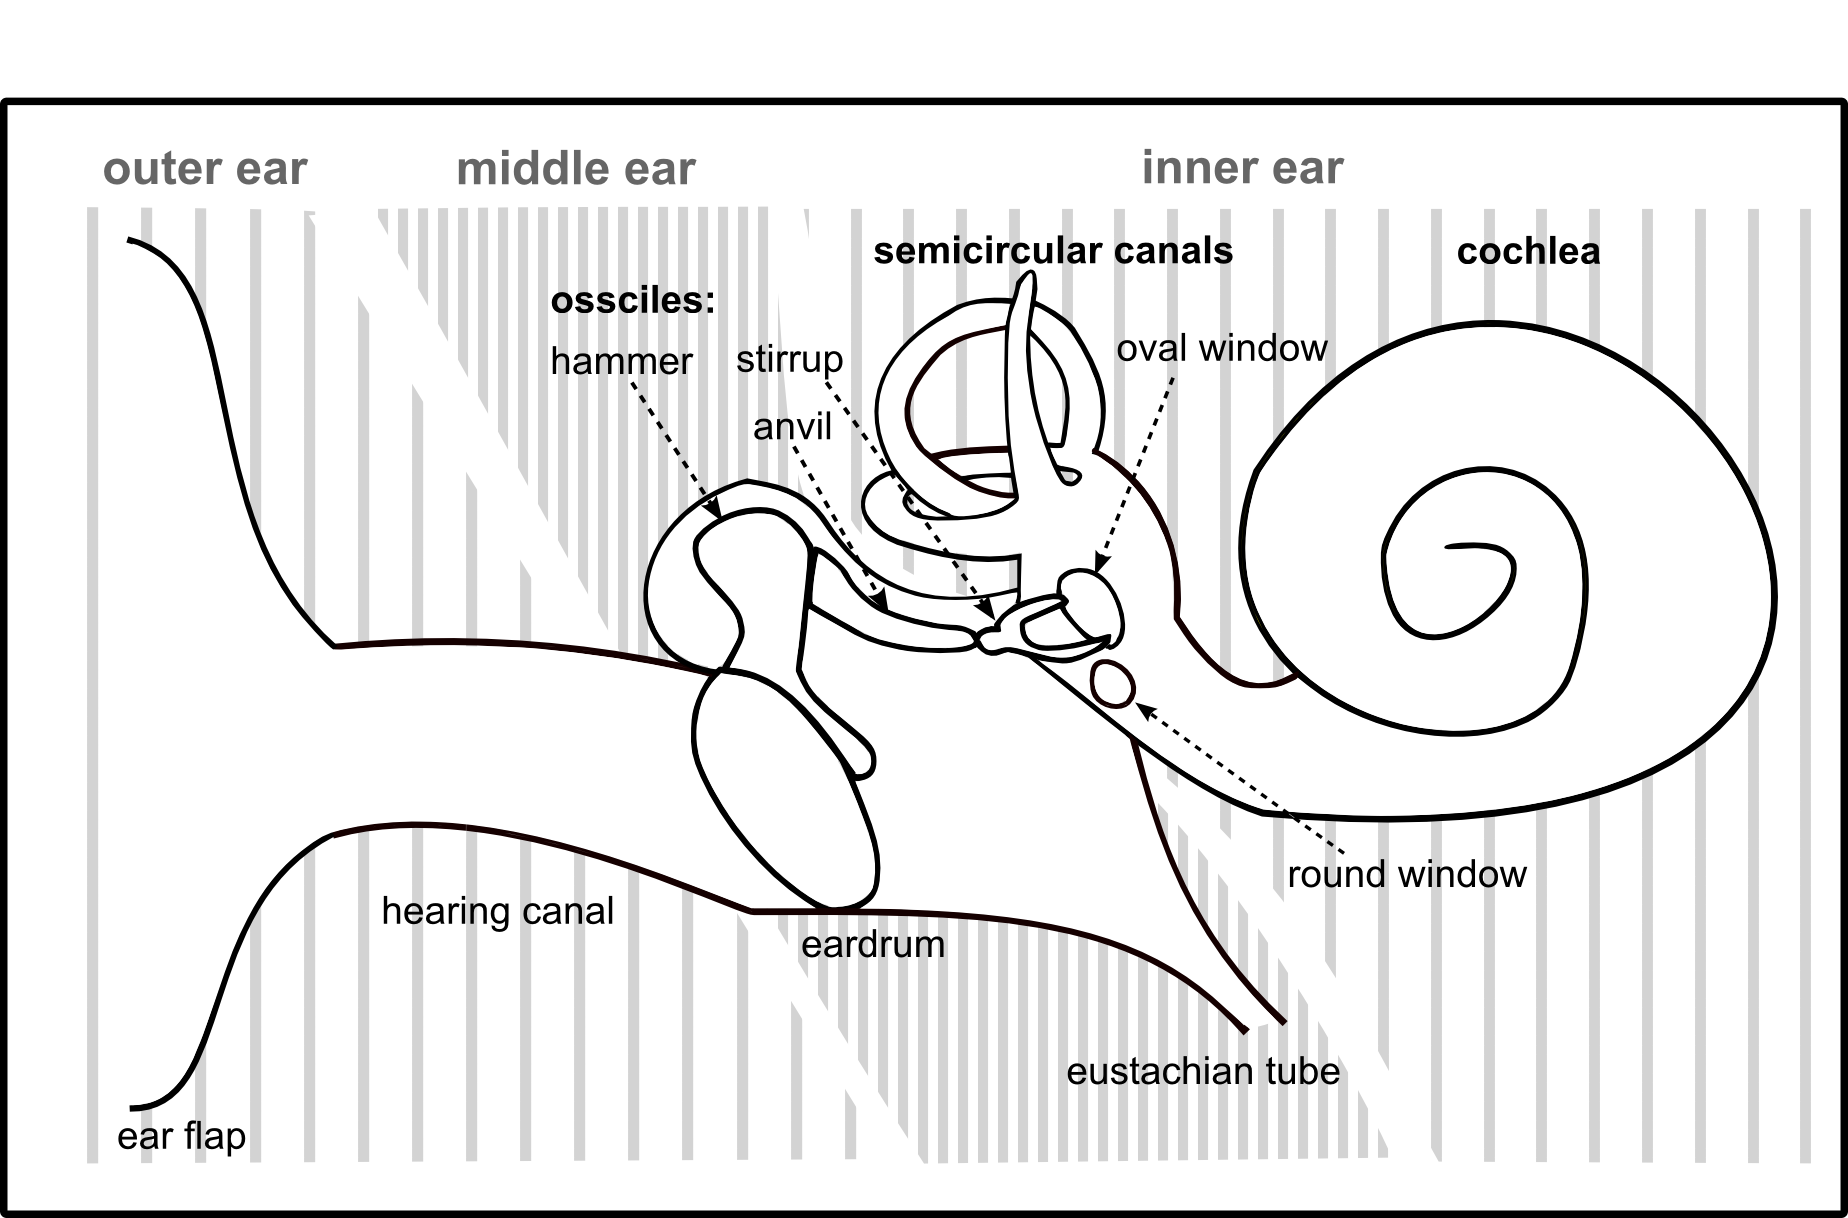 outer ear
middle ear
inner ear
semicircular canals
cochlea
ossciles:
hammer
stirrup
oval window
anvil
round window
hearing canal
eardrum
eustachian tube
ear flap